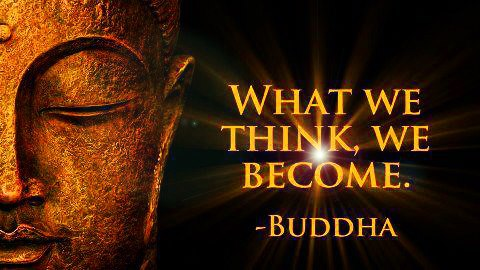 WHAT WE
THINK, WE
BECOME.
-BUDDHA